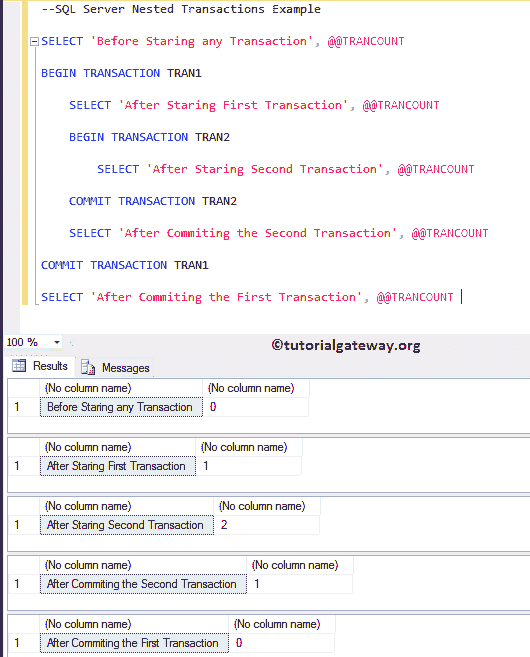 --SQL Server Nested Transactions Example
SELECT 'Before Staring any Transaction', @@TRANCOUNT
BEGIN TRANSACTION TRAN1
SELECT 'After Staring First Transaction', @@TRANCOUNT
BEGIN TRANSACTION TRAN2
SELECT 'After Staring Second Transaction', @@TRANCOUNT
COMMIT TRANSACTION TRAN2
SELECT 'After Commiting the Second Transaction', @@TRANCOUNT
COMMIT TRANSACTION TRAN1
SELECT 'After Commiting the First Transaction', @@TRANCOUNT
100 %
©tutorialgateway.org
Results Messages
(No column name) (No column name)
1 Before Staring any Transaction 0
(No column name) (No column name)
1 After Staring First Transaction 1
(No column name) (No column name)
1 After Staring Second Transaction 2
(No column name) (No column name)
1 After Commiting the Second Transaction 1
(No column name) (No column name)
1 After Commiting the First Transaction 0